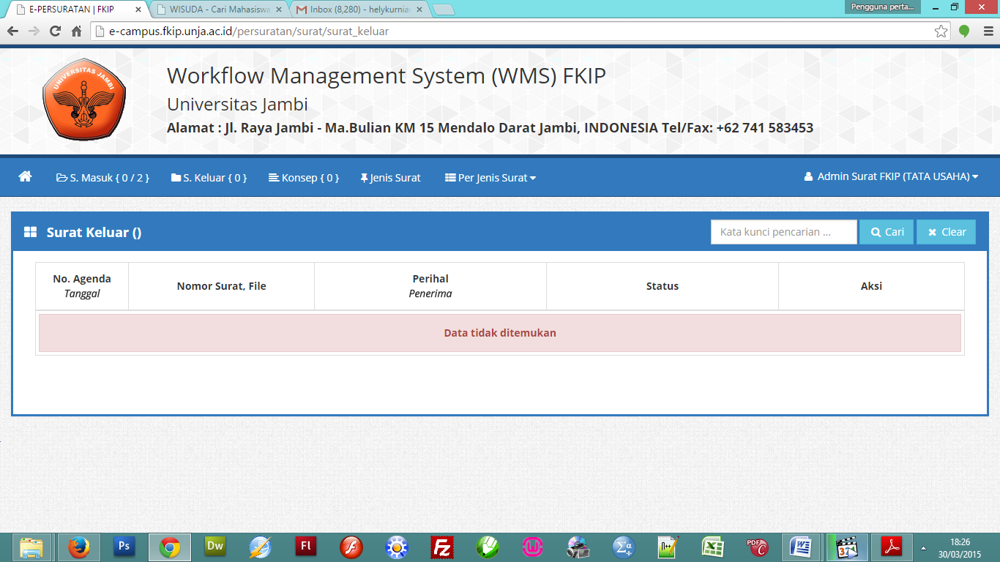 E-PERSURATAN | FKIP
WISUDA - Cari Mahasiswa
Inbox (8,280) - helykurniav
Pengguna perta...
e-campus.fkip.unja.ac.id/persuratan/surat/surat_keluar
UNIVERSITAS JAMBI
Workflow Management System (WMS) FKIP
Universitas Jambi
Alamat : Jl. Raya Jambi - Ma.Bulian KM 15 Mendalo Darat Jambi, INDONESIA Tel/Fax: +62 741 583453
S. Masuk { 0 / 2 }
S. Keluar { 0 }
Konsep { 0 }
Jenis Surat
Per Jenis Surat
Admin Surat FKIP (TATA USAHA)
Surat Keluar ()
Kata kunci pencarian ...
Cari
Clear
No. Agenda
Tanggal
Nomor Surat, File
Perihal
Penerima
Status
Aksi
Data tidak ditemukan
Ps
Dw
Fl
Fz
PDF
18:26
30/03/2015